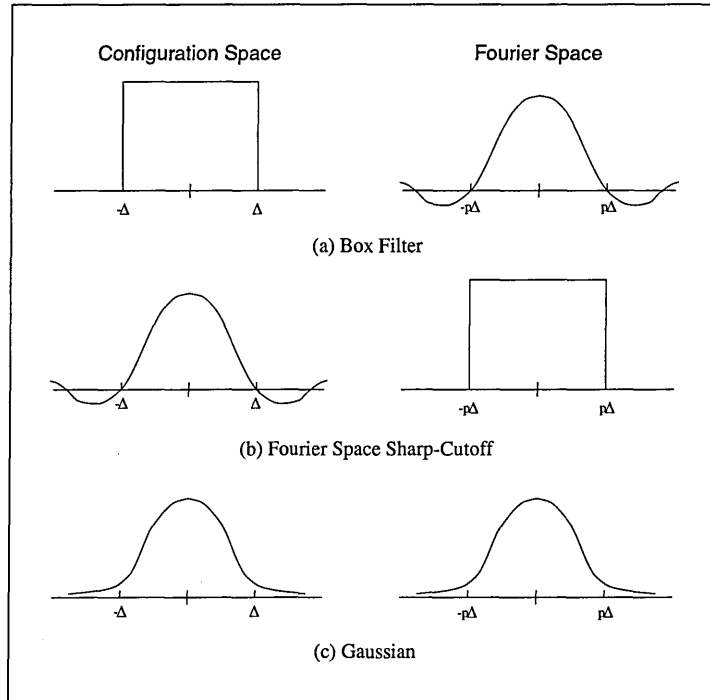 Configuration Space Fourier Space
-Δ Δ -pΔ pΔ
(a) Box Filter
-Δ Δ -pΔ pΔ
(b) Fourier Space Sharp-Cutoff
-Δ Δ -pΔ pΔ
(c) Gaussian